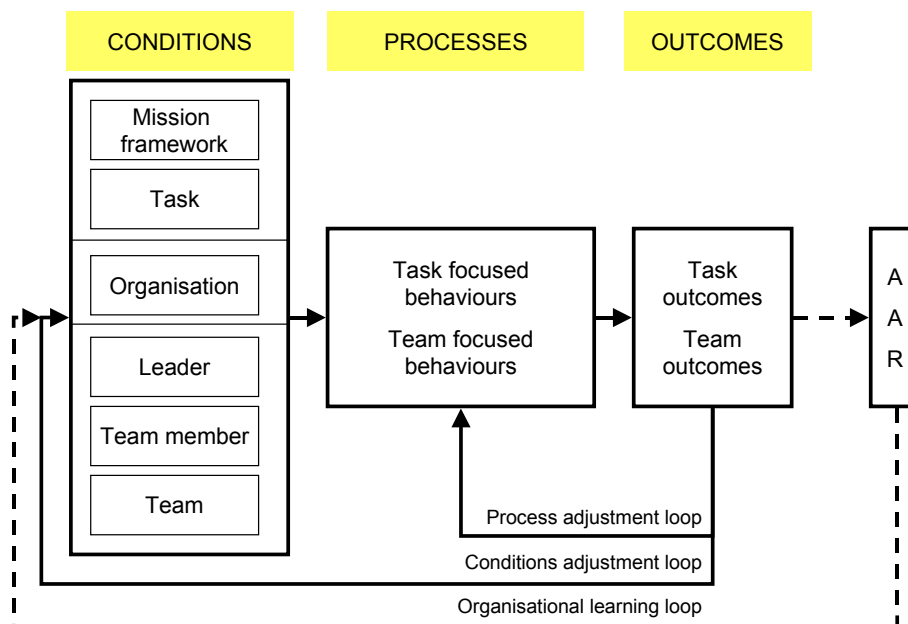 CONDITIONS
PROCESSES
OUTCOMES
Mission
framework
Task
Organisation
Leader
Team member
Team
Task focused
behaviours
Team focused
behaviours
Task
outcomes
Team
outcomes
A
A
R
Process adjustment loop
Conditions adjustment loop
Organisational learning loop